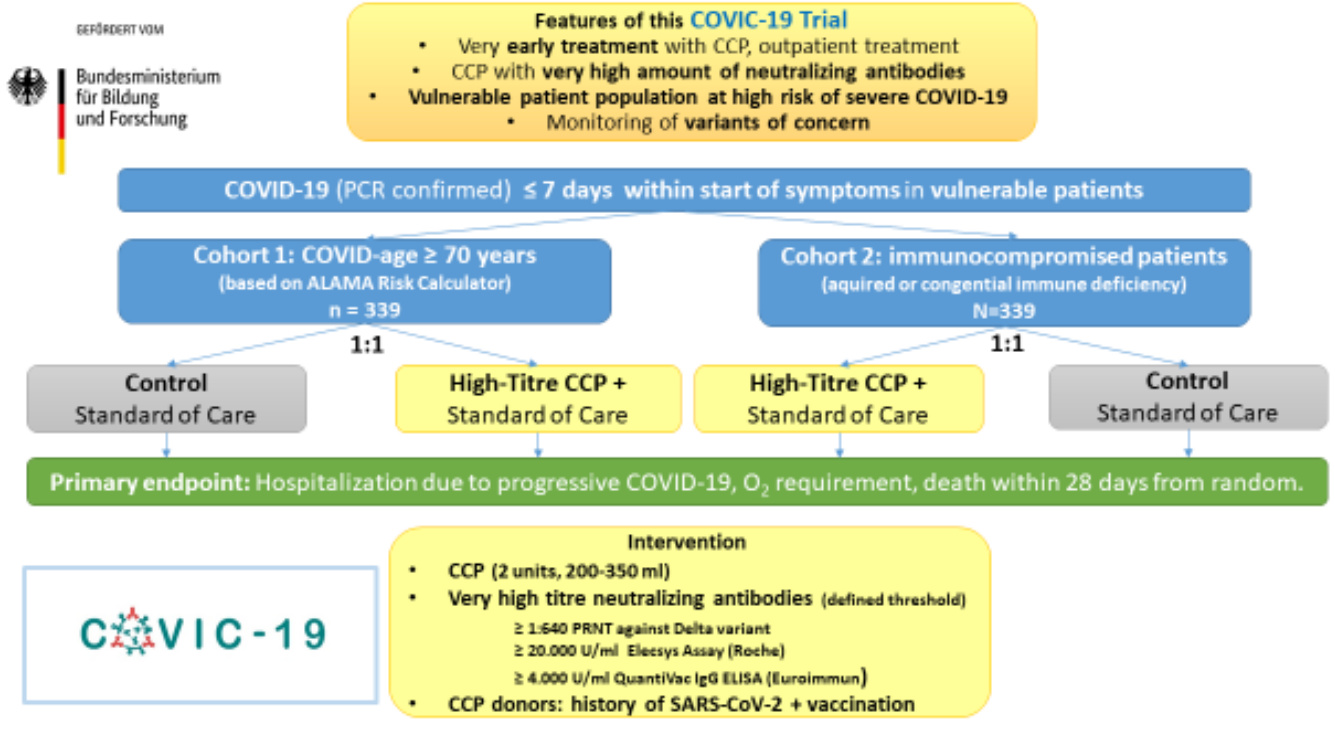 GEFÖRDERT VOM
Bundesministerium
für Bildung
und Forschung
Features of this COVIC-19 Trial
• Very early treatment with CCP, outpatient treatment
• CCP with very high amount of neutralizing antibodies
• Vulnerable patient population at high risk of severe COVID-19
• Monitoring of variants of concern
COVID-19 (PCR confirmed) ≤ 7 days within start of symptoms in vulnerable patients
Cohort 1: COVID-age ≥ 70 years
(based on ALAMA Risk Calculator)
n = 339
Cohort 2: immunocompromised patients
(aquired or congential immune deficiency)
N=339
1:1
1:1
Control
Standard of Care
High-Titre CCP +
Standard of Care
High-Titre CCP +
Standard of Care
Control
Standard of Care
Primary endpoint: Hospitalization due to progressive COVID-19, O₂ requirement, death within 28 days from random.
COVIC-19
Intervention
• CCP (2 units, 200-350 ml)
• Very high titre neutralizing antibodies (defined threshold)
≥ 1:640 PRNT against Delta variant
≥ 20.000 U/ml Elecsys Assay (Roche)
≥ 4.000 U/ml QuantiVac IgG ELISA (Euroimmun)
• CCP donors: history of SARS-CoV-2 + vaccination